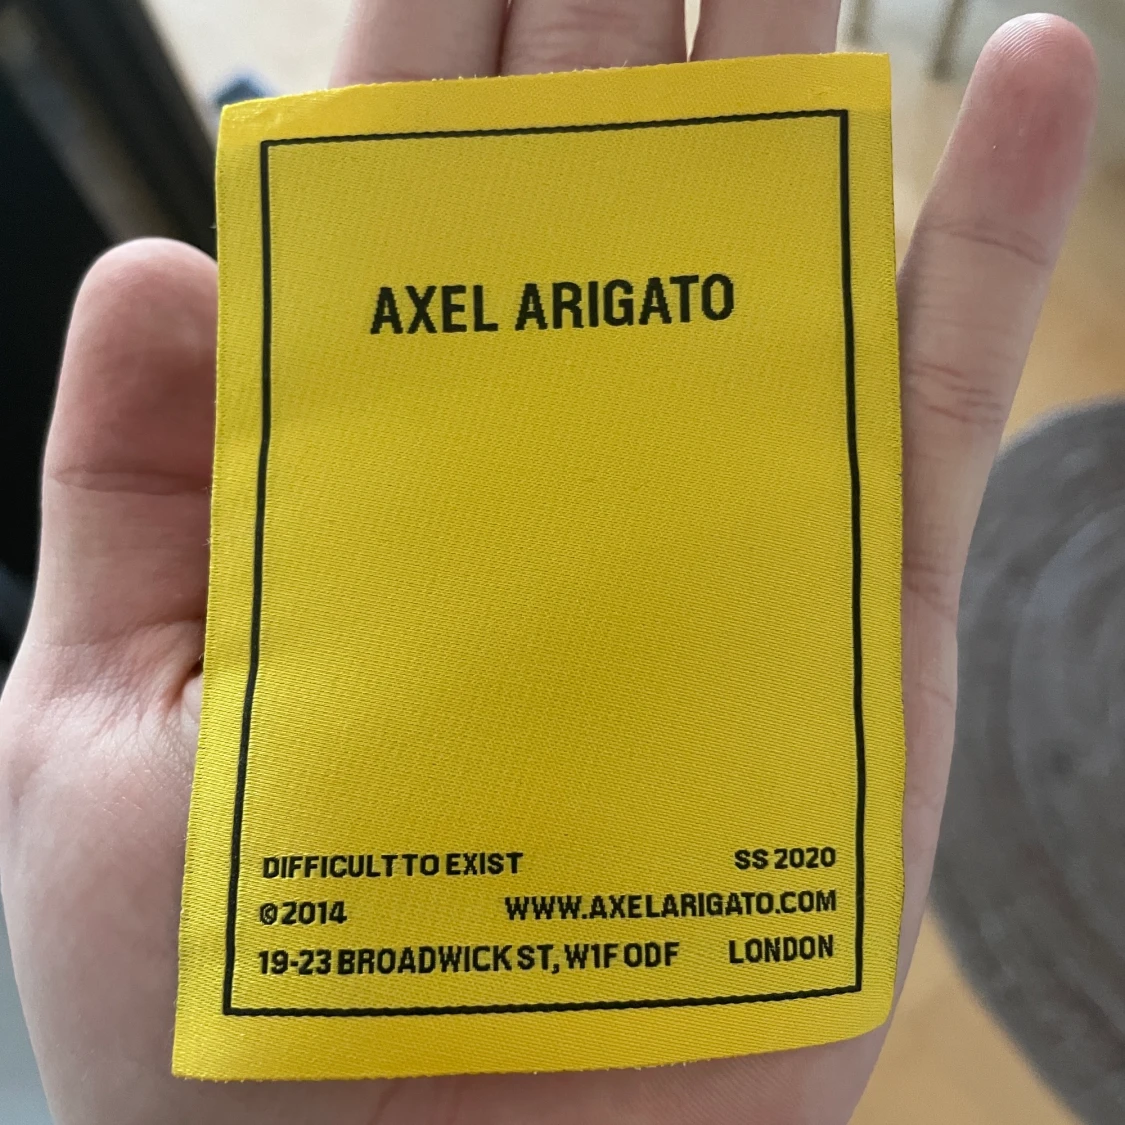 AXEL ARIGATO
DIFFICULT TO EXIST SS 2020
©2014 WWW.AXELARIGATO.COM
19-23 BROADWICK ST, W1F 0DF LONDON